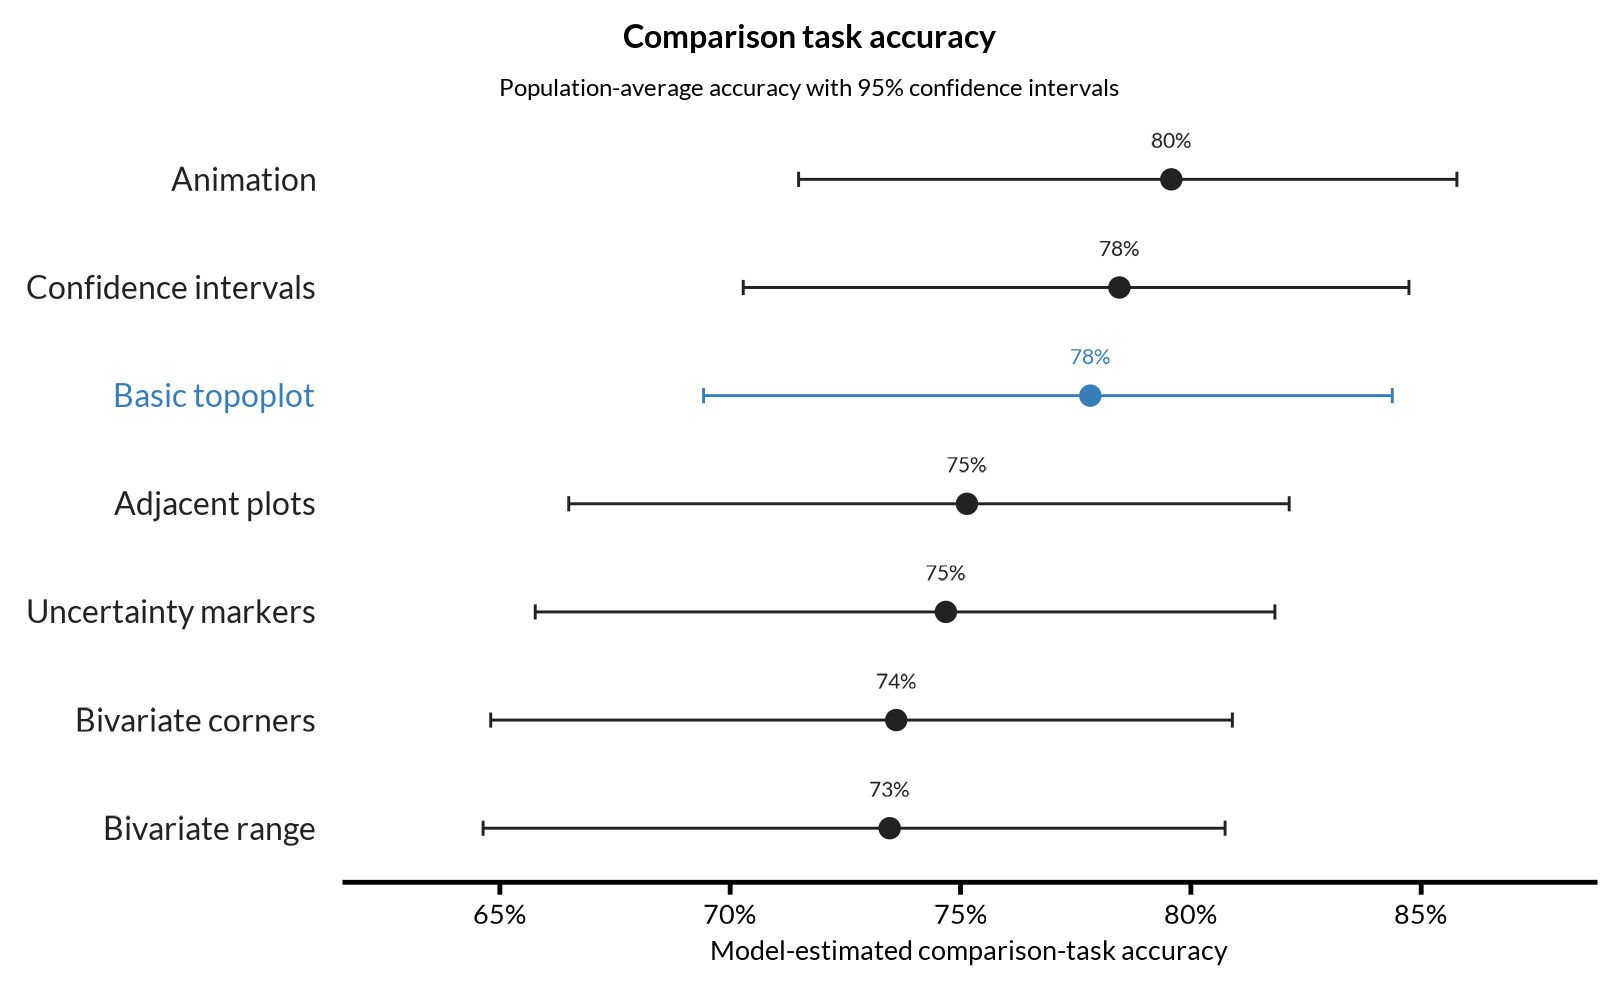 Comparison task accuracy
Population-average accuracy with 95% confidence intervals
80%
Animation
78%
Confidence intervals
78%
Basic topoplot
75%
Adjacent plots
75%
Uncertainty markers
74%
Bivariate corners
73%
Bivariate range
65% 70% 75% 80% 85%
Model-estimated comparison-task accuracy